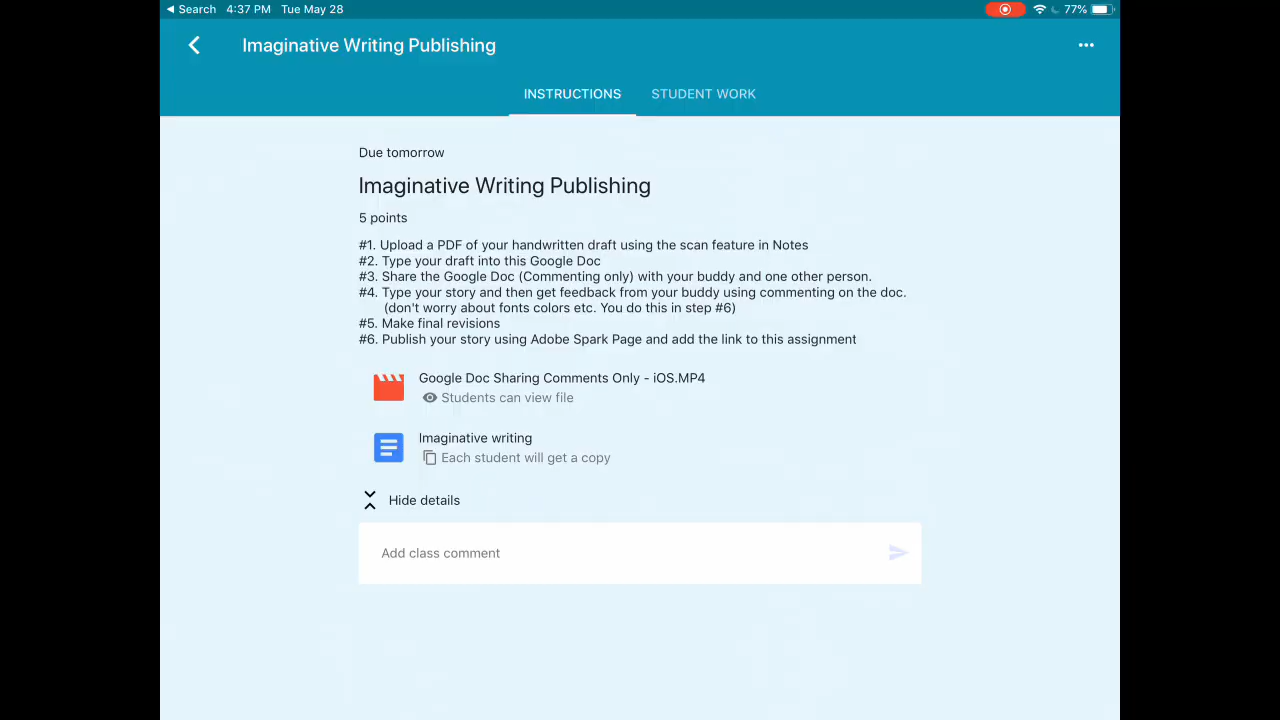 Search 4:37 PM Tue May 28 77%
Imaginative Writing Publishing
INSTRUCTIONS STUDENT WORK
Due tomorrow
Imaginative Writing Publishing
5 points
#1. Upload a PDF of your handwritten draft using the scan feature in Notes
#2. Type your draft into this Google Doc
#3. Share the Google Doc (Commenting only) with your buddy and one other person.
#4. Type your story and then get feedback from your buddy using commenting on the doc.
(don't worry about fonts colors etc. You do this in step #6)
#5. Make final revisions
#6. Publish your story using Adobe Spark Page and add the link to this assignment
Google Doc Sharing Comments Only - iOS.MP4
Students can view file
Imaginative writing
Each student will get a copy
Hide details
Add class comment